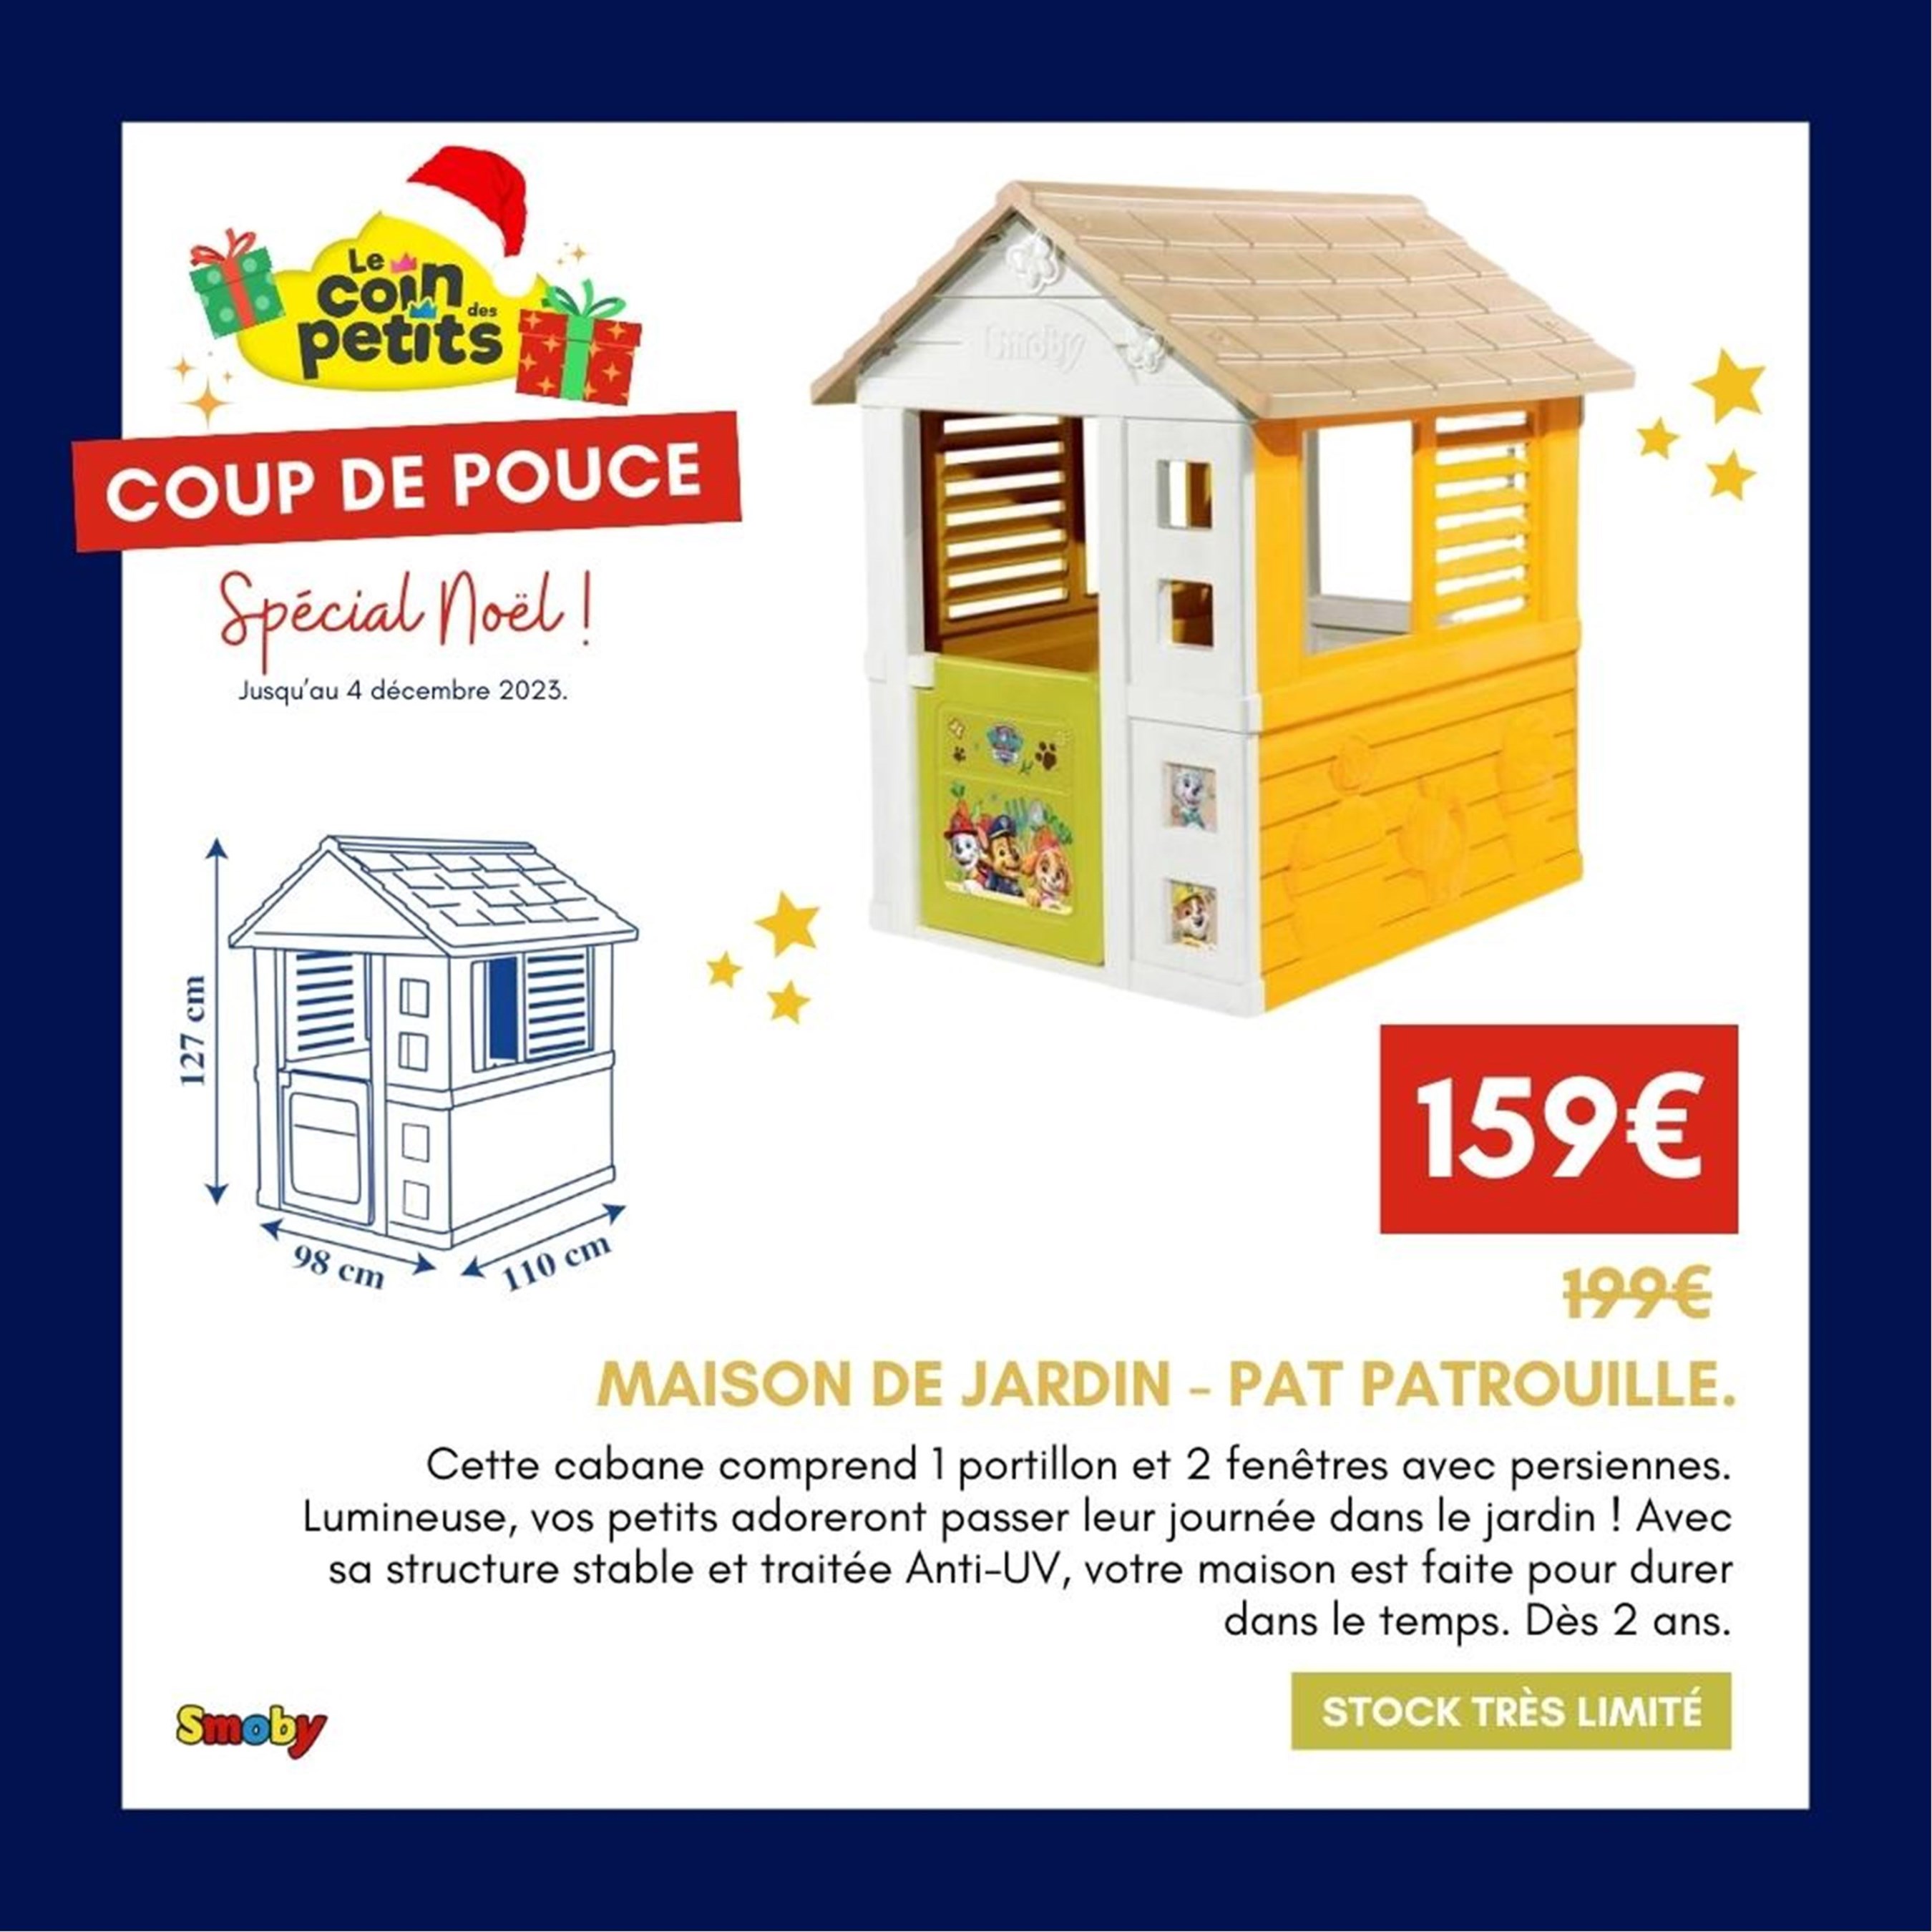 Le
coin
des
petits
COUP DE POUCE
Spécial Noël !
Jusqu'au 4 décembre 2023.
Smoby
127 cm
98 cm
110 cm
159€
199€
MAISON DE JARDIN - PAT PATROUILLE.
Cette cabane comprend 1 portillon et 2 fenêtres avec persiennes.
Lumineuse, vos petits adoreront passer leur journée dans le jardin ! Avec
sa structure stable et traitée Anti-UV, votre maison est faite pour durer
dans le temps. Dès 2 ans.
STOCK TRÈS LIMITÉ
Smoby